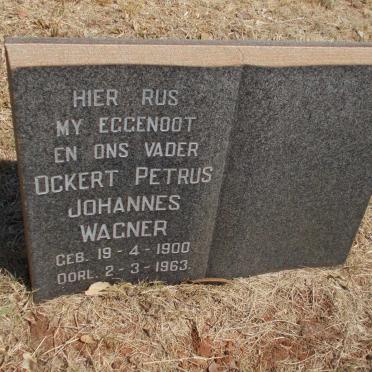 HIER RUS
MY EGGENOOT
EN ONS VADER
OCKERT PETRUS
JOHANNES
WAGNER
GEB. 19-4-1900
OORL. 2-3-1963.